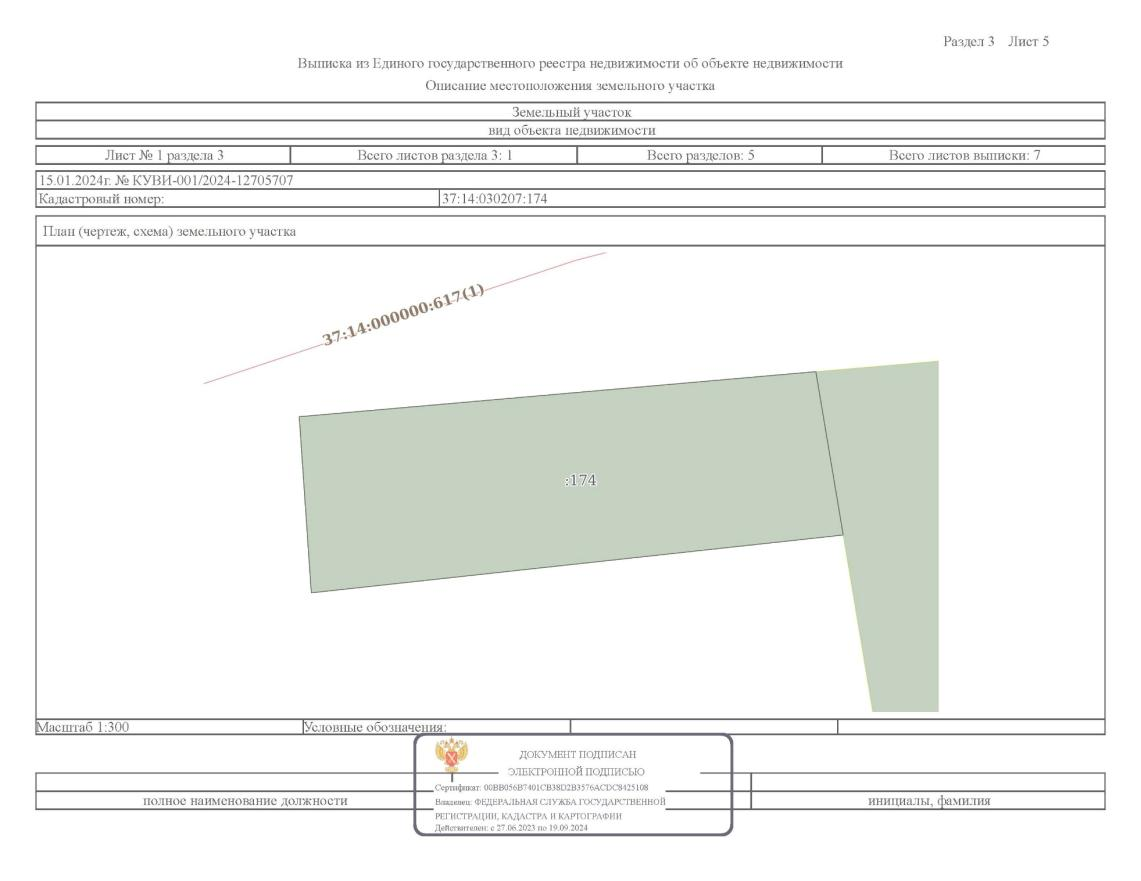 Раздел 3 Лист 5
Выписка из Единого государственного реестра недвижимости об объекте недвижимости
Описание местоположения земельного участка
Земельный участок
вид объекта недвижимости
Лист № 1 раздела 3 Всего листов раздела 3: 1 Всего разделов: 5 Всего листов выписки: 7
15.01.2024г. № КУВИ-001/2024-12705707
Кадастровый номер: 37:14:030207:174
План (чертеж, схема) земельного участка
37:14:000000:617(1)
:174
Масштаб 1:300 Условные обозначения:
ДОКУМЕНТ ПОДПИСАН
ЭЛЕКТРОННОЙ ПОДПИСЬЮ
Сертификат: 00BB056B7401CB38D2B3576ACDC8425108
Владелец: ФЕДЕРАЛЬНАЯ СЛУЖБА ГОСУДАРСТВЕННОЙ
РЕГИСТРАЦИИ, КАДАСТРА И КАРТОГРАФИИ
Действителен: с 27.06.2023 по 19.09.2024
полное наименование должности инициалы, фамилия